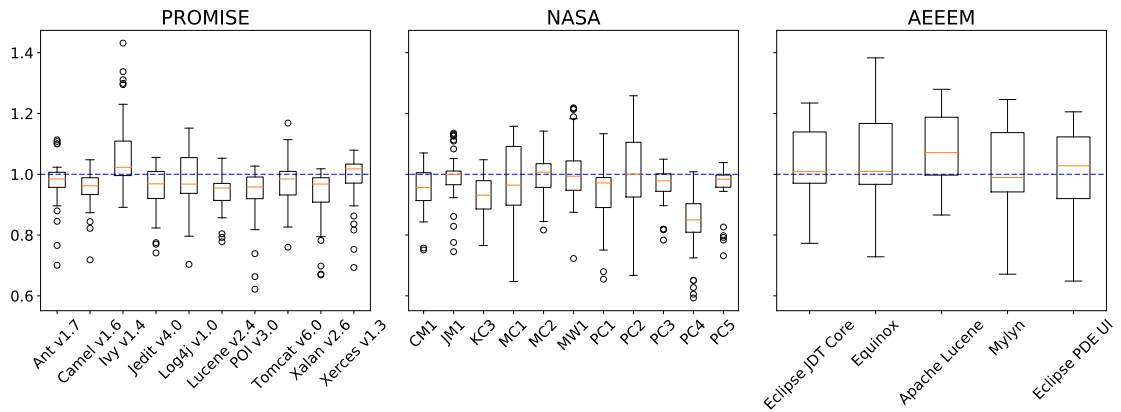 PROMISE
NASA
AEEEM
1.4
1.2
1.0
0.8
0.6
Ant v1.7
Camel v1.6
Ivy v1.4
Jedit v4.0
Log4j v1.0
Lucene v2.4
POI v3.0
Tomcat v6.0
Xalan v2.6
Xerces v1.3
CM1
JM1
KC3
MC1
MC2
MW1
PC1
PC2
PC3
PC4
PC5
Eclipse JDT Core
Equinox
Apache Lucene
Mylyn
Eclipse PDE UI